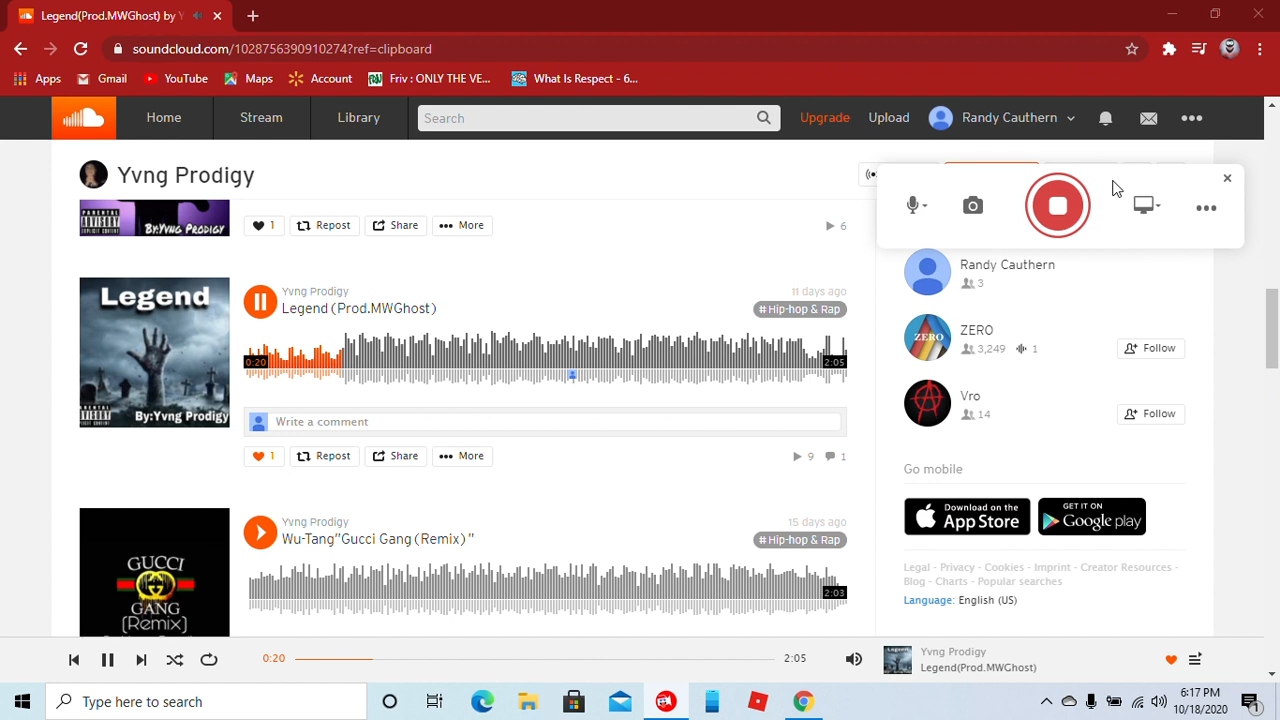 Legend(Prod.MWGhost) by Y
soundcloud.com/1028756390910274?ref=clipboard
Apps Gmail YouTube Maps Account Friv : ONLY THE VE... What Is Respect - 6...
Home Stream Library Search Upgrade Upload Randy Cauthern
Yvng Prodigy
PARENTAL ADVISORY By:Yvng Prodigy
1 Repost Share More 6
Legend
By:Yvng Prodigy
Yvng Prodigy 11 days ago
Legend (Prod.MWGhost) # Hip-hop & Rap
0:20 2:05
Write a comment
1 Repost Share More 9 1
GUCCI
GANG
(Remix)
Yvng Prodigy 15 days ago
Wu-Tang"Gucci Gang (Remix)" # Hip-hop & Rap
2:03
Randy Cauthern
3
ZERO
ZERO
3,249 1 Follow
Vro
14 Follow
Go mobile
Download on the App Store GET IT ON Google play
Legal - Privacy - Cookies - Imprint - Creator Resources -
Blog - Charts - Popular searches
Language: English (US)
0:20 2:05 Legend Yvng Prodigy
Legend(Prod.MWGhost)
Type here to search
6:17 PM
10/18/2020
1